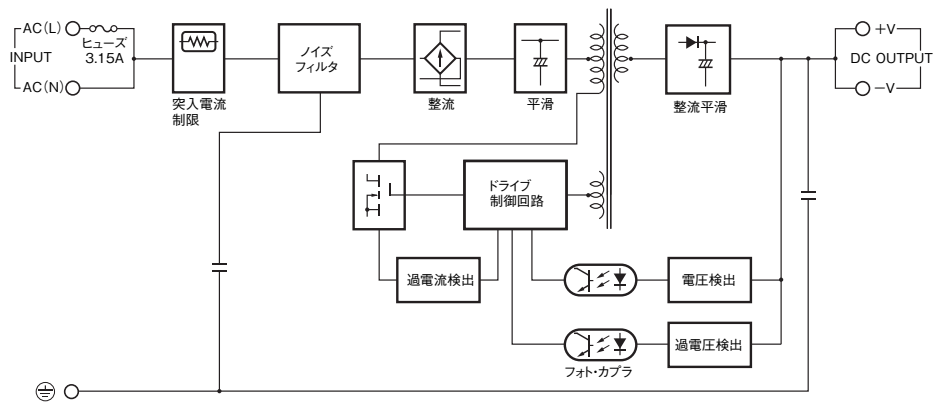 AC(L)
ヒューズ
3.15A
INPUT
AC(N)
突入電流
制限
ノイズ
フィルタ
整流
平滑
整流平滑
+V
DC OUTPUT
−V
ドライブ
制御回路
過電流検出
電圧検出
過電圧検出
フォト・カプラ